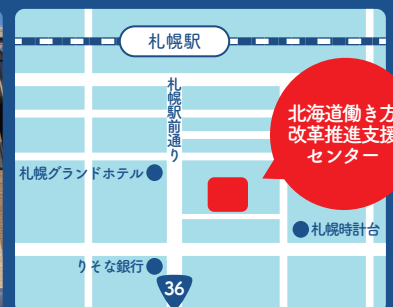 札幌駅
札幌駅前通り
北海道働き方
改革推進支援
センター
札幌グランドホテル
札幌時計台
りそな銀行
36